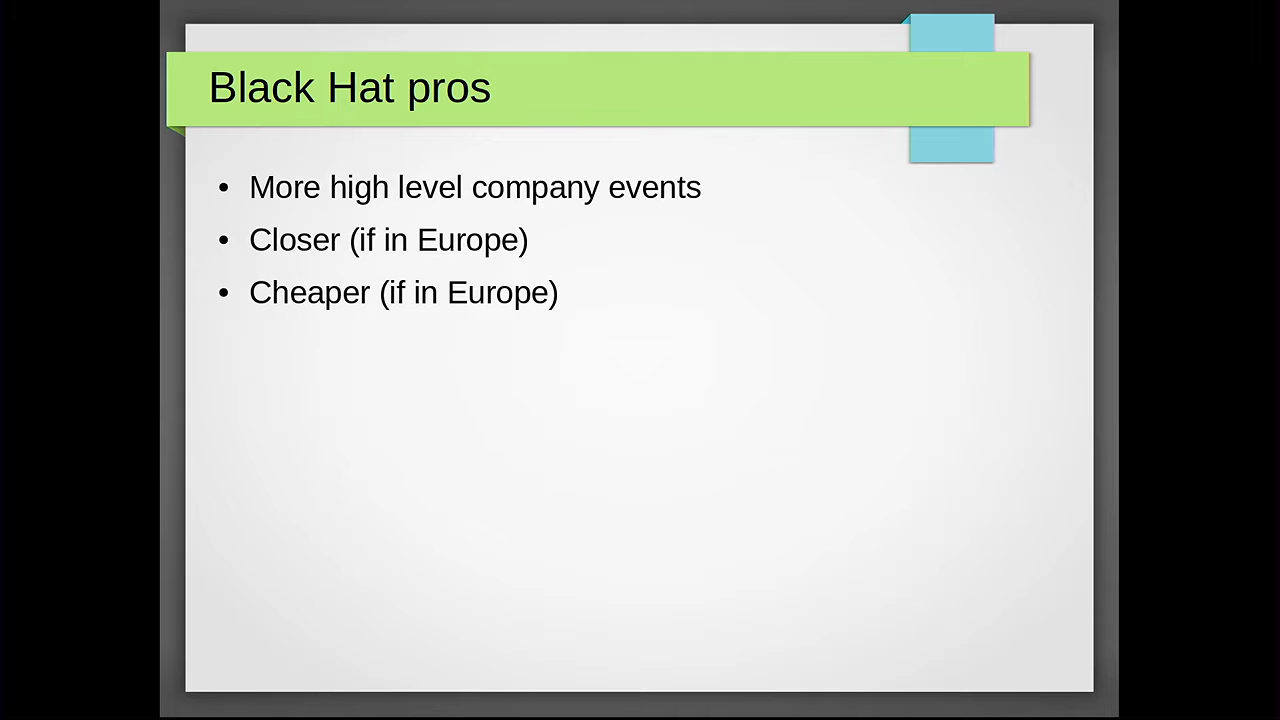 Black Hat pros
• More high level company events
• Closer (if in Europe)
• Cheaper (if in Europe)